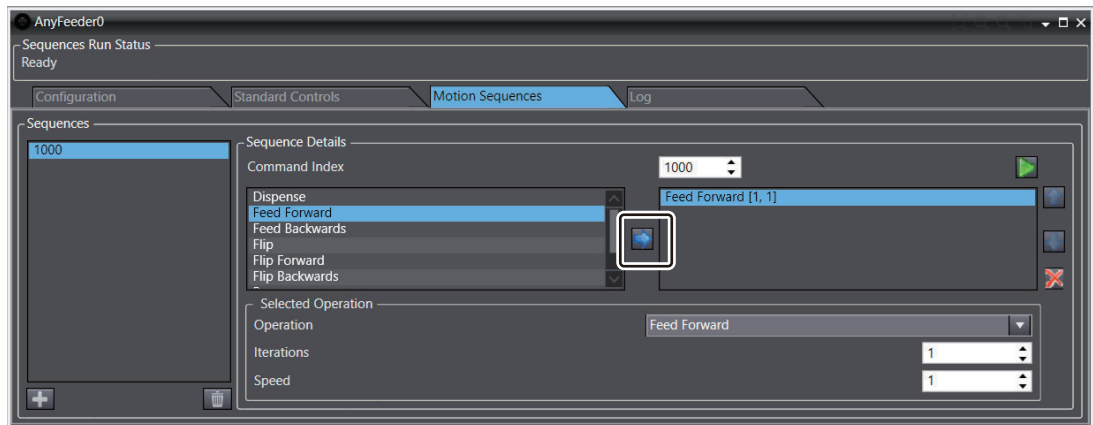 AnyFeeder0
Sequences Run Status
Ready
Configuration
Standard Controls
Motion Sequences
Log
Sequences
1000
Sequence Details
Command Index
1000
Dispense
Feed Forward
Feed Backwards
Flip
Flip Forward
Flip Backwards
Feed Forward [1, 1]
Selected Operation
Operation
Feed Forward
Iterations
1
Speed
1